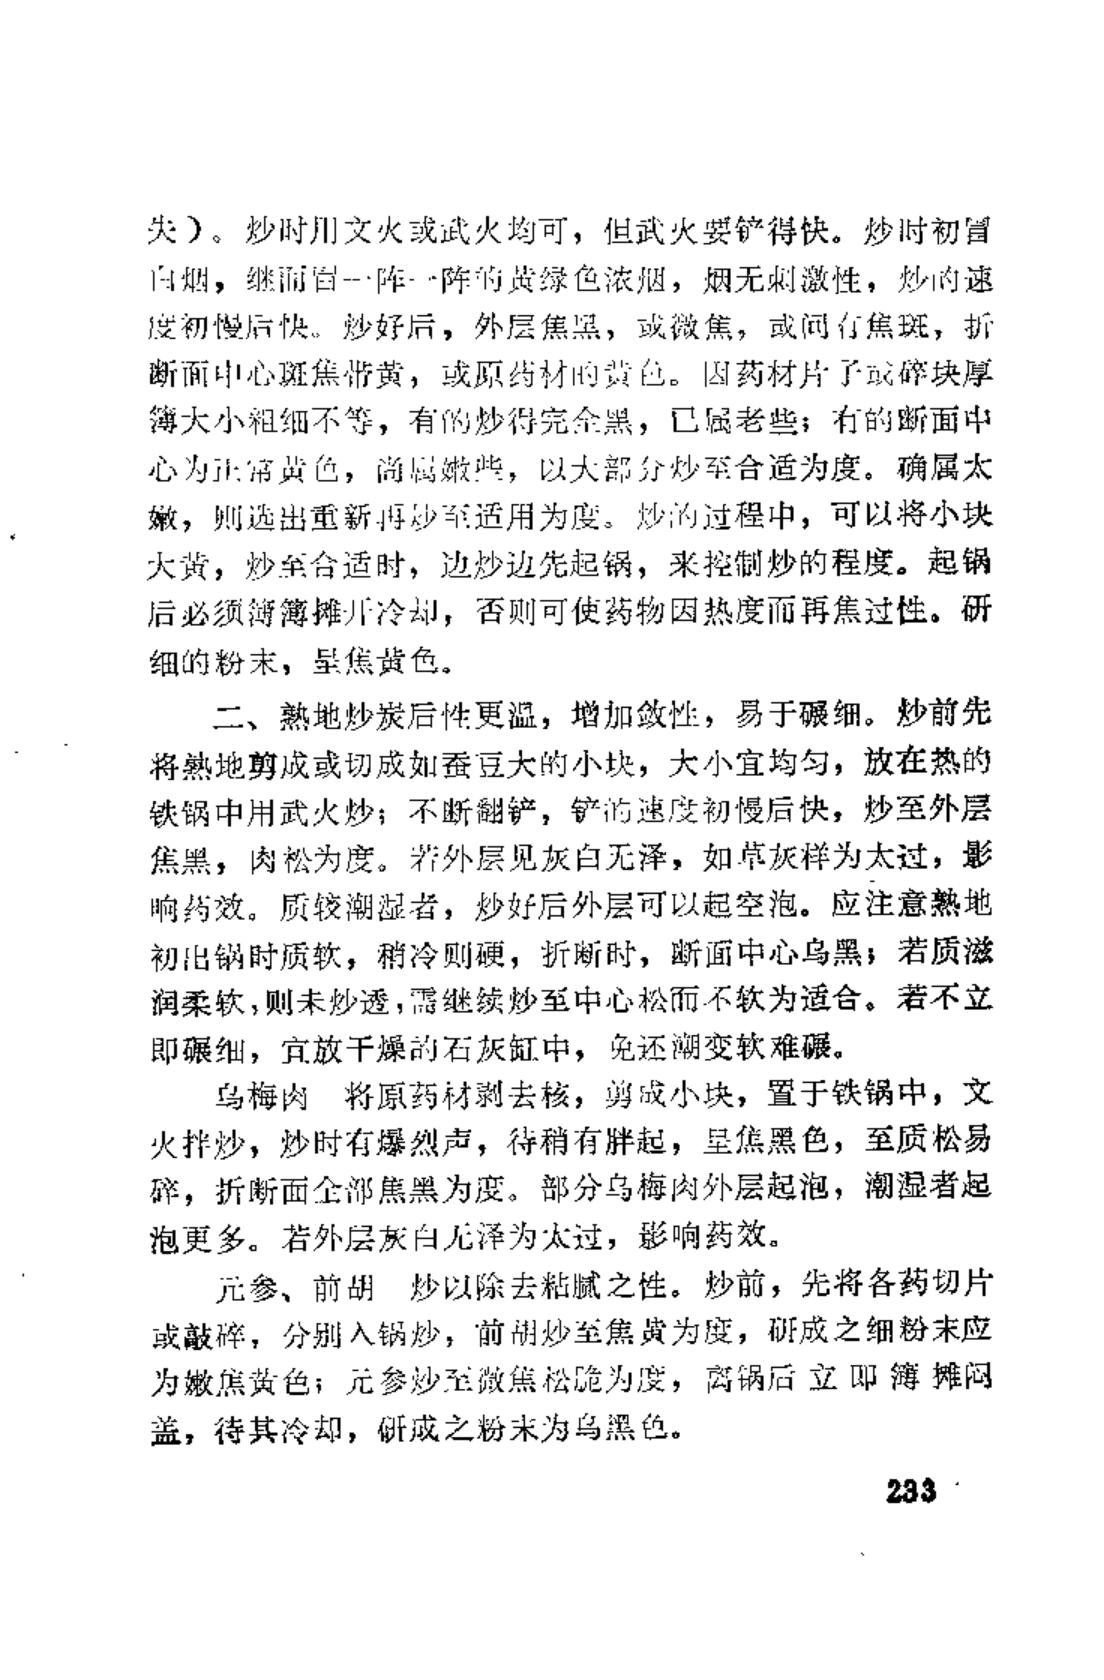 失）。炒时用文火或武火均可，但武火要铲得快。炒时初冒
白烟，继而冒一阵一阵的黄绿色浓烟，烟无刺激性，炒的速
度初慢后快。炒好后，外层焦黑，或微焦，或间有焦斑，折
断面中心斑焦带黄，或原药材的黄色。因药材片子或碎块厚
簿大小粗细不等，有的炒得完全黑，已属老些；有的断面中
心为正常黄色，尚属嫩些，以大部分炒至合适为度。确属太
嫩，则选出重新再炒至适用为度。炒的过程中，可以将小块
大黄，炒至合适时，边炒边先起锅，来控制炒的程度。起锅
后必须簿簿摊开冷却，否则可使药物因热度而再焦过性。研
细的粉末，呈焦黄色。
二、熟地炒炭后性更温，增加敛性，易于碾细。炒前先
将熟地剪成或切成如蚕豆大的小块，大小宜均匀，放在热的
铁锅中用武火炒；不断翻铲，铲的速度初慢后快，炒至外层
焦黑，肉松为度。若外层见灰白无泽，如草灰样为太过，影
响药效。质较潮湿者，炒好后外层可以起空泡。应注意熟地
初出锅时质软，稍冷则硬，折断时，断面中心乌黑；若质滋
润柔软，则未炒透，需继续炒至中心松而不软为适合。若不立
即碾细，宜放干燥的石灰缸中，免还潮变软难碾。
乌梅肉　将原药材剥去核，剪成小块，置于铁锅中，文
火拌炒，炒时有爆烈声，待稍有胖起，呈焦黑色，至质松易
碎，折断面全部焦黑为度。部分乌梅肉外层起泡，潮湿者起
泡更多。若外层灰白无泽为太过，影响药效。
元参、前胡　炒以除去粘腻之性。炒前，先将各药切片
或敲碎，分别入锅炒，前胡炒至焦黄为度，研成之细粉末应
为嫩焦黄色；元参炒至微焦松脆为度，离锅后立即簿摊闷
盖，待其冷却，研成之粉末为乌黑色。
233